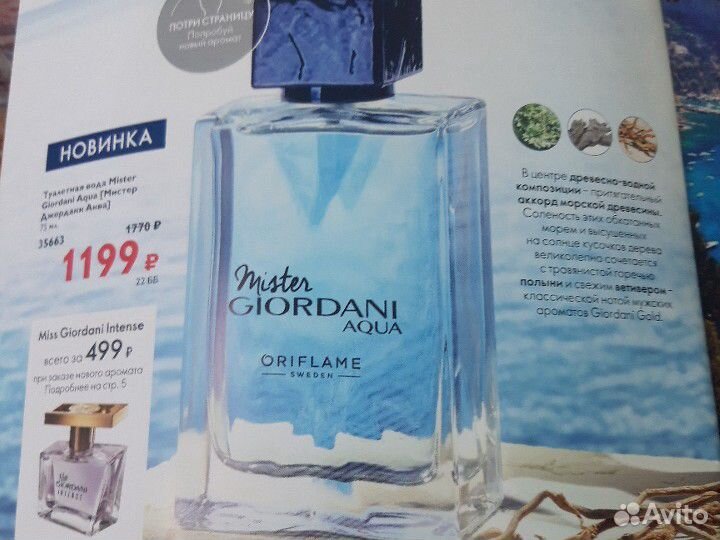 ПОТРИ СТРАНИЦУ
Попробуй
новый аромат
НОВИНКА
Туалетная вода Mister
Giordani Aqua [Мистер
Джордани Аква]
75 мл.
35663 1770 ₽
1199 ₽
22 ББ
Miss Giordani Intense
всего за 499 ₽
при заказе нового аромата
Подробнее на стр. 5
GIORDANI
INTENSE
Mister
GIORDANI
AQUA
ORIFLAME
SWEDEN
В центре древесно-водной
композиции – притягательный
аккорд морской древесины.
Соленость этих обкатанных
морем и высушенных
на солнце кусочков дерева
великолепно сочетается
с травянистой горечью
полыни и свежим ветивером –
классической нотой мужских
ароматов Giordani Gold.
Avito